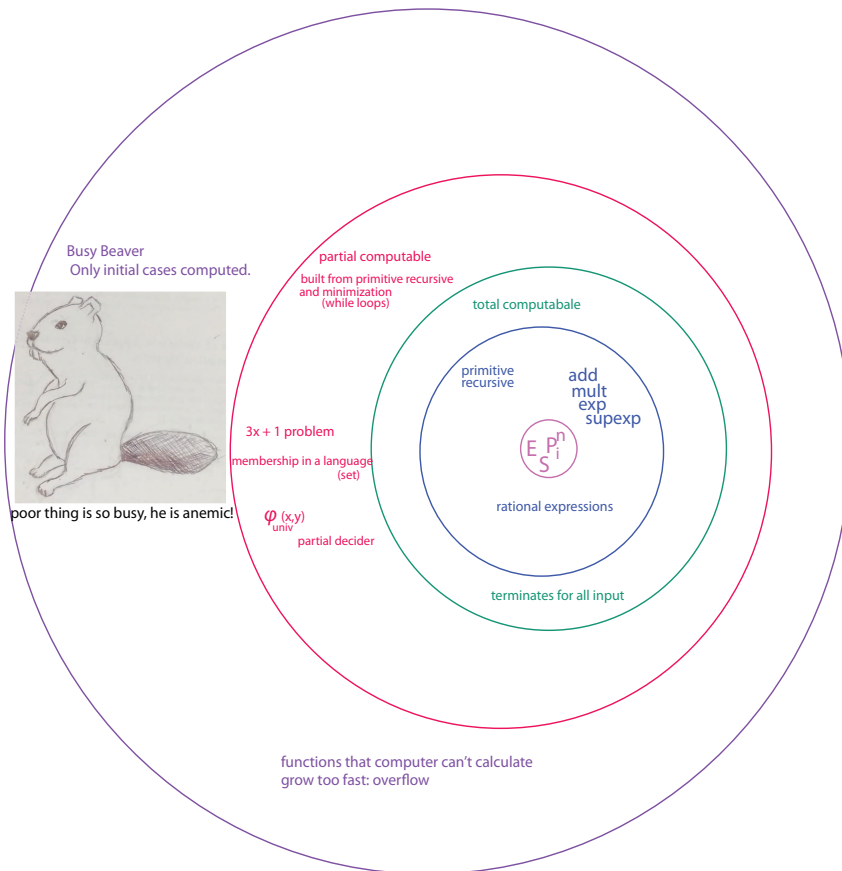 Busy Beaver
Only initial cases computed.
poor thing is so busy, he is anemic!
partial computable
built from primitive recursive
and minimization
(while loops)
3x + 1 problem
membership in a language
(set)
φuniv (x,y)
partial decider
total computabale
primitive
recursive
add
mult
exp
supexp
E S Pᵢⁿ
rational expressions
terminates for all input
functions that computer can't calculate
grow too fast: overflow